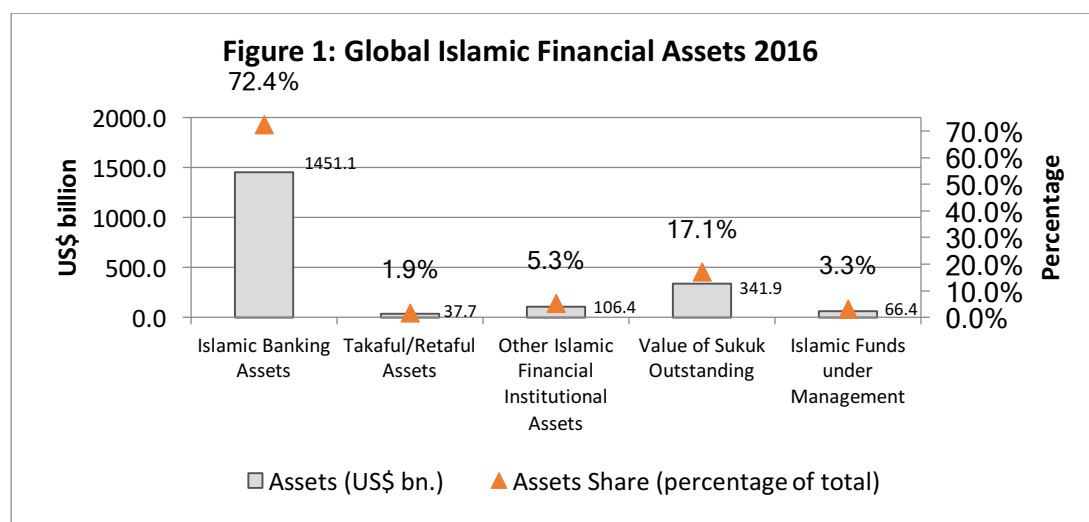 Figure 1: Global Islamic Financial Assets 2016
72.4%
2000.0
1500.0
1000.0
500.0
0.0
US$ billion
1451.1
1.9%
37.7
5.3%
106.4
17.1%
341.9
3.3%
66.4
70.0%
60.0%
50.0%
40.0%
30.0%
20.0%
10.0%
0.0%
Percentage
Islamic Banking
Assets
Takaful/Retaful
Assets
Other Islamic
Financial
Institutional
Assets
Value of Sukuk
Outstanding
Islamic Funds
under
Management
Assets (US$ bn.)
Assets Share (percentage of total)